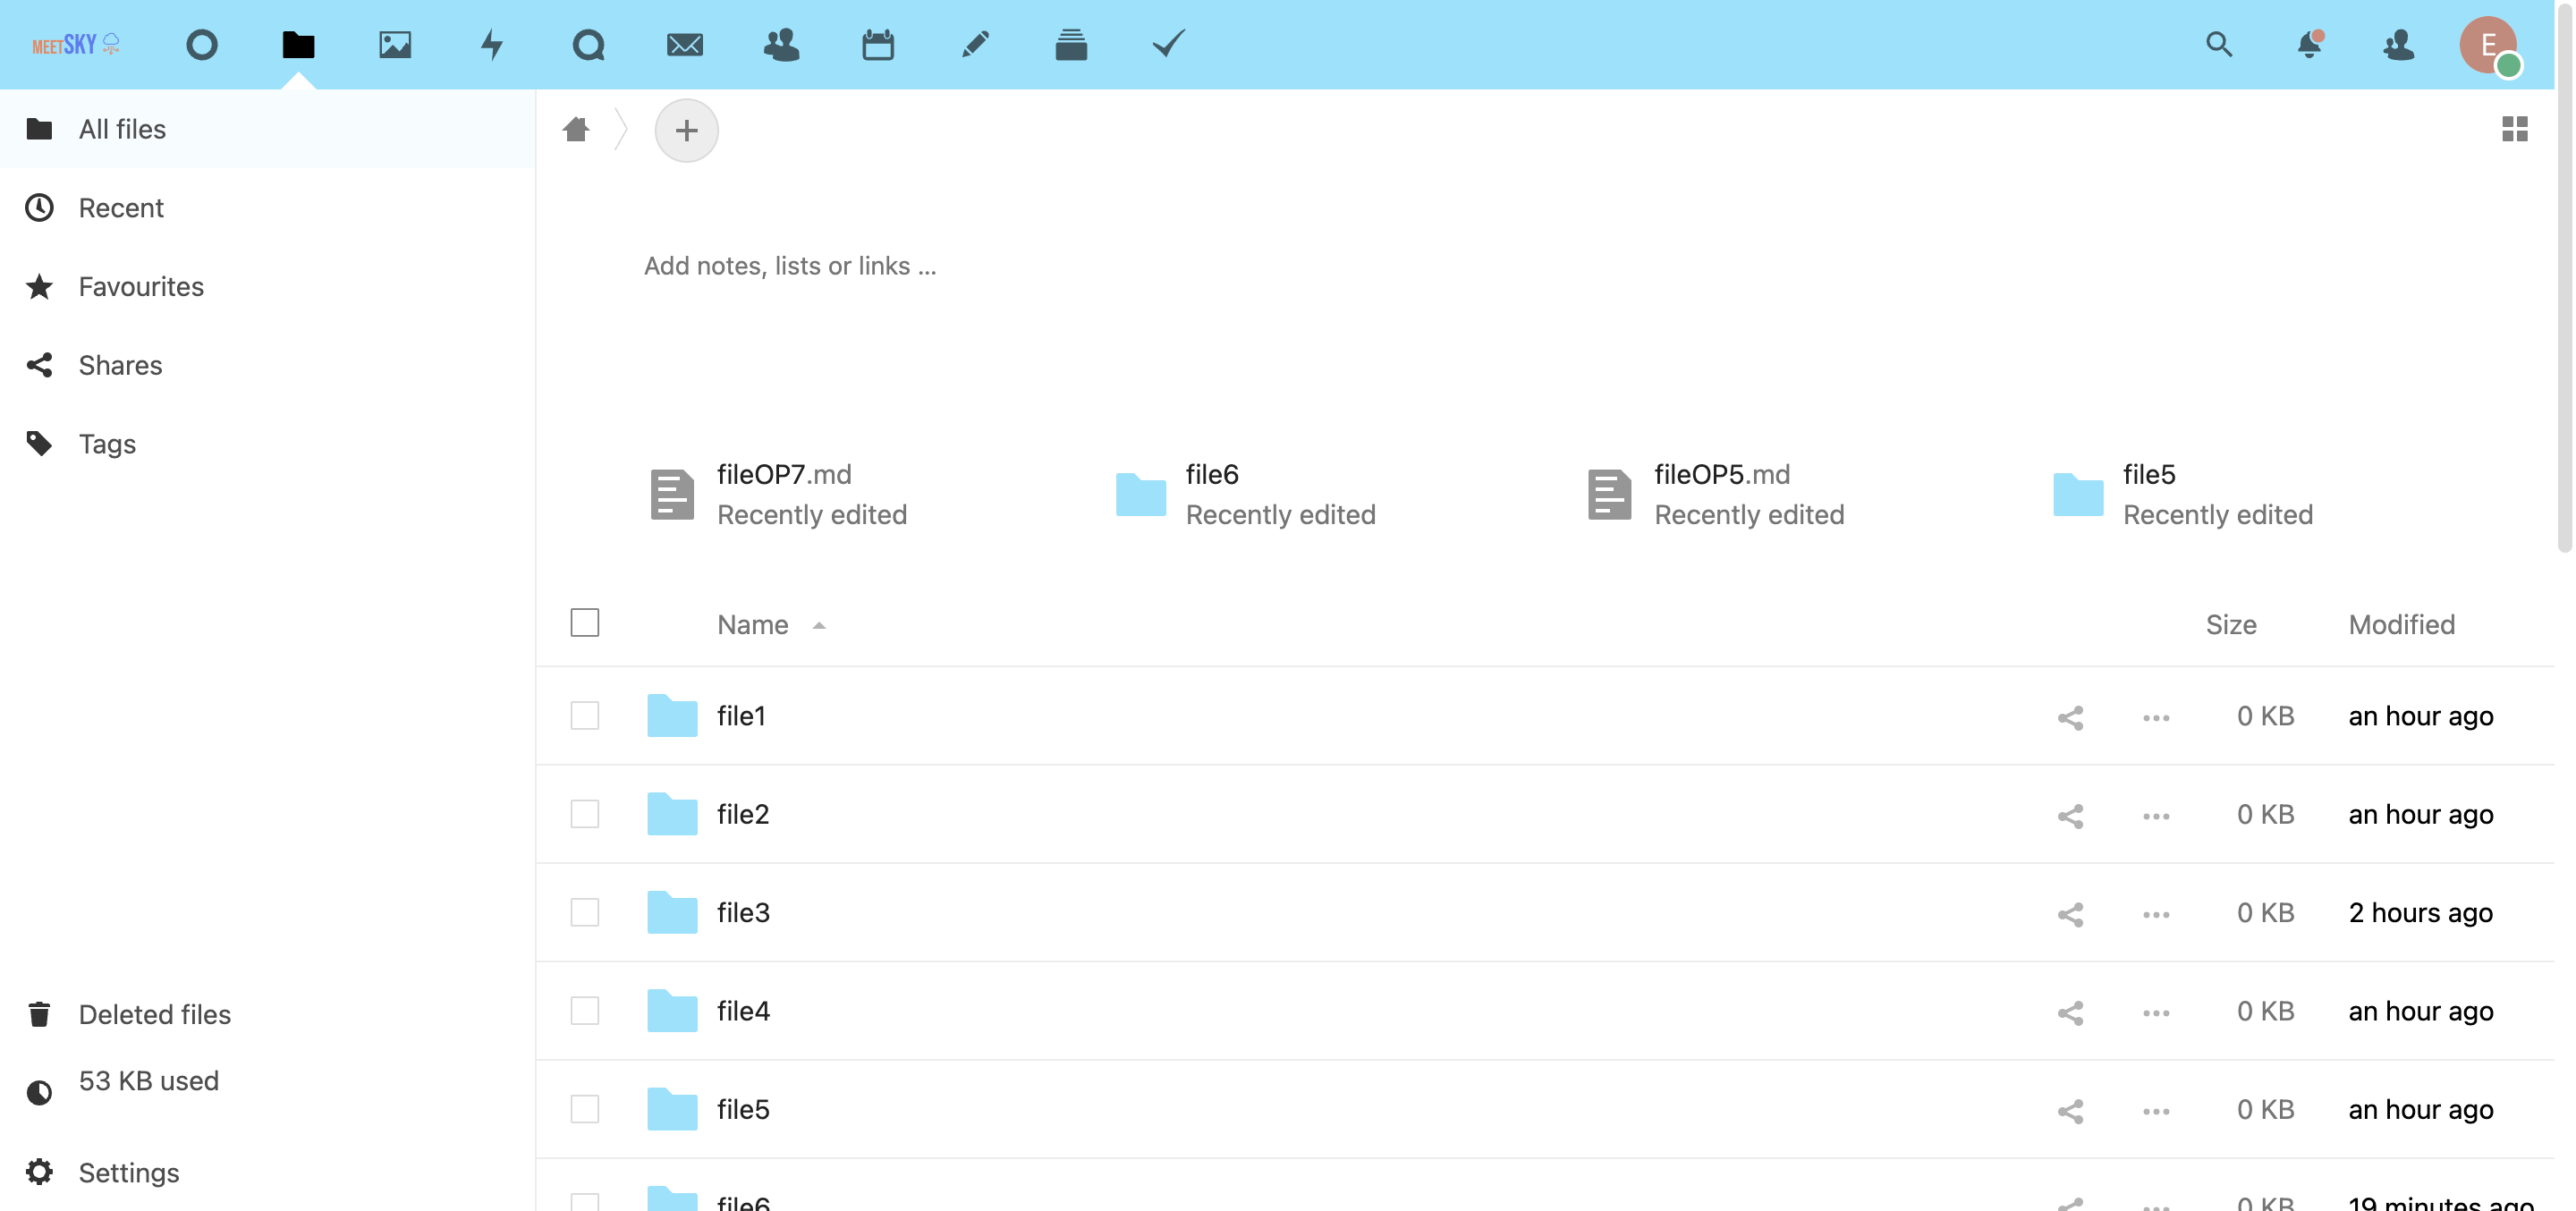 MEETSKY
E
All files
Recent
Favourites
Shares
Tags
Deleted files
53 KB used
Settings
Add notes, lists or links ...
fileOP7.md
Recently edited
file6
Recently edited
fileOP5.md
Recently edited
file5
Recently edited
Name Size Modified
file1 0 KB an hour ago
file2 0 KB an hour ago
file3 0 KB 2 hours ago
file4 0 KB an hour ago
file5 0 KB an hour ago
file6 0 KB 19 minutes ago